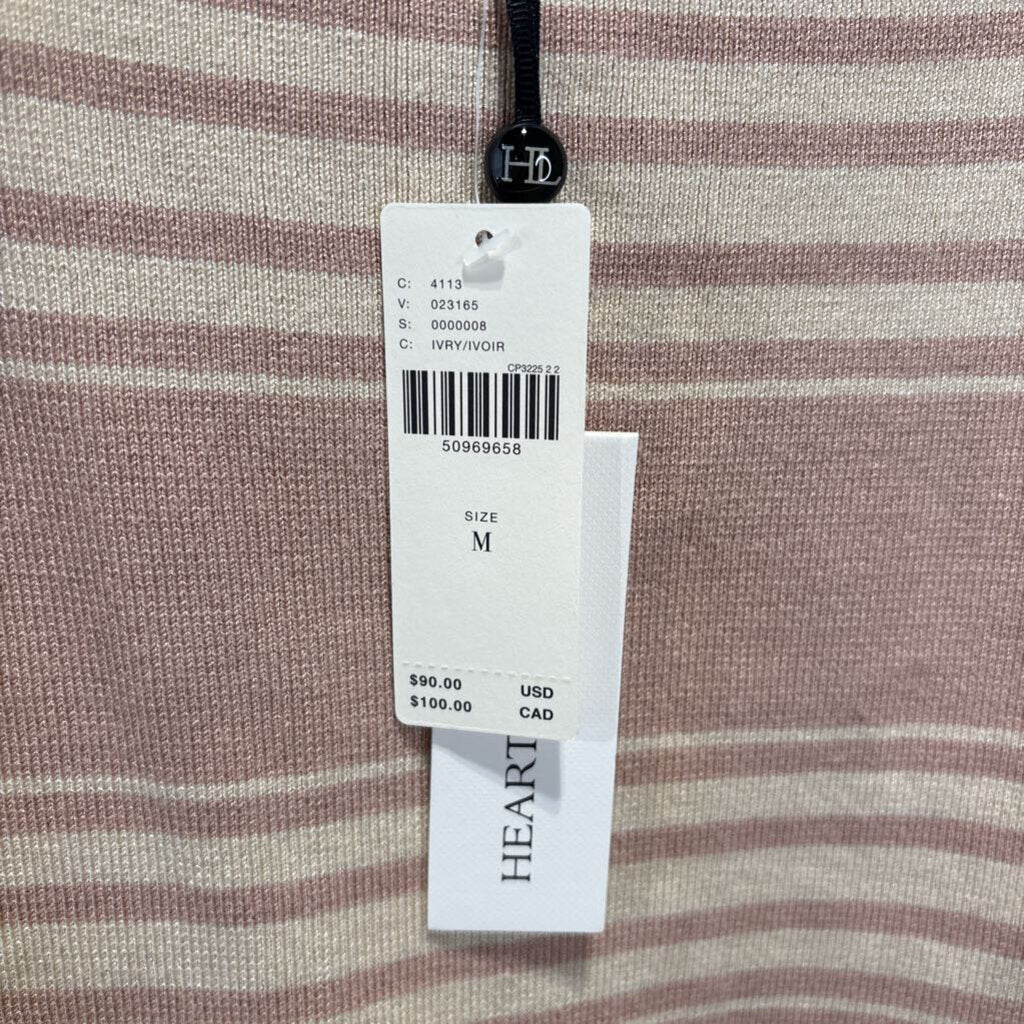 HL
C: 4113
V: 023165
S: 0000008
C: IVRY/IVOIR
CP3225 2 2
50969658
SIZE
M
$90.00 USD
$100.00 CAD
HEART